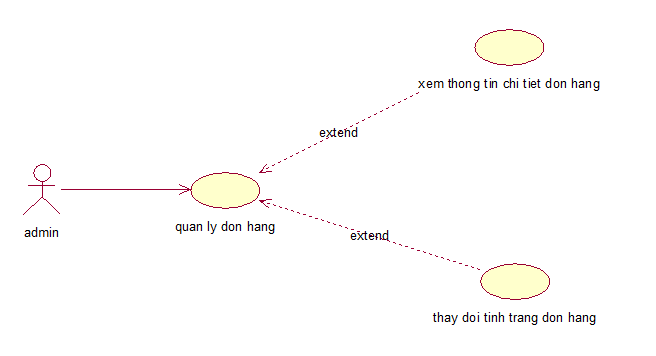 xem thong tin chi tiet don hang
extend
admin
quan ly don hang
extend
thay doi tinh trang don hang